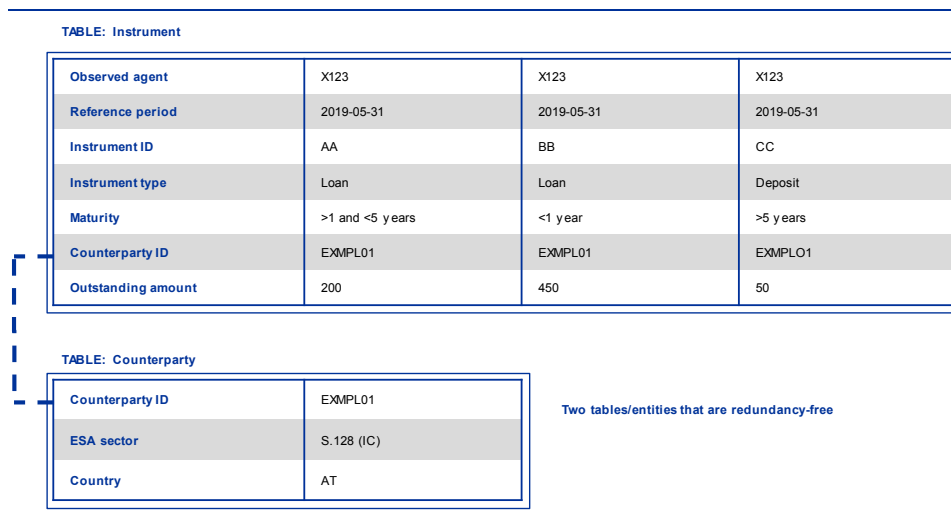 TABLE: Instrument
Observed agent X123 X123 X123
Reference period 2019-05-31 2019-05-31 2019-05-31
Instrument ID AA BB CC
Instrument type Loan Loan Deposit
Maturity >1 and <5 years <1 year >5 years
Counterparty ID EXMPL01 EXMPL01 EXMPLO1
Outstanding amount 200 450 50
TABLE: Counterparty
Counterparty ID EXMPL01
Two tables/entities that are redundancy-free
ESA sector S.128 (IC)
Country AT